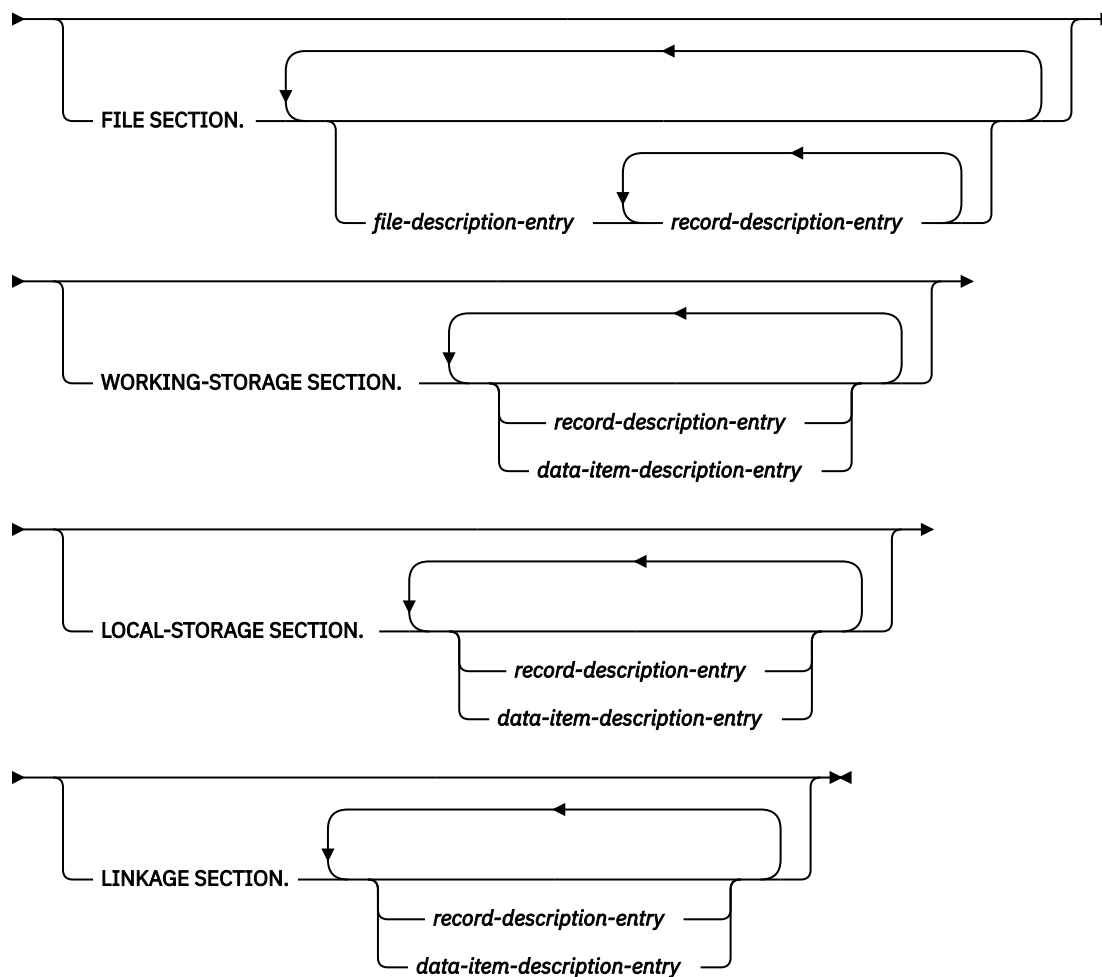 FILE SECTION.
file-description-entry record-description-entry
WORKING-STORAGE SECTION.
record-description-entry
data-item-description-entry
LOCAL-STORAGE SECTION.
record-description-entry
data-item-description-entry
LINKAGE SECTION.
record-description-entry
data-item-description-entry